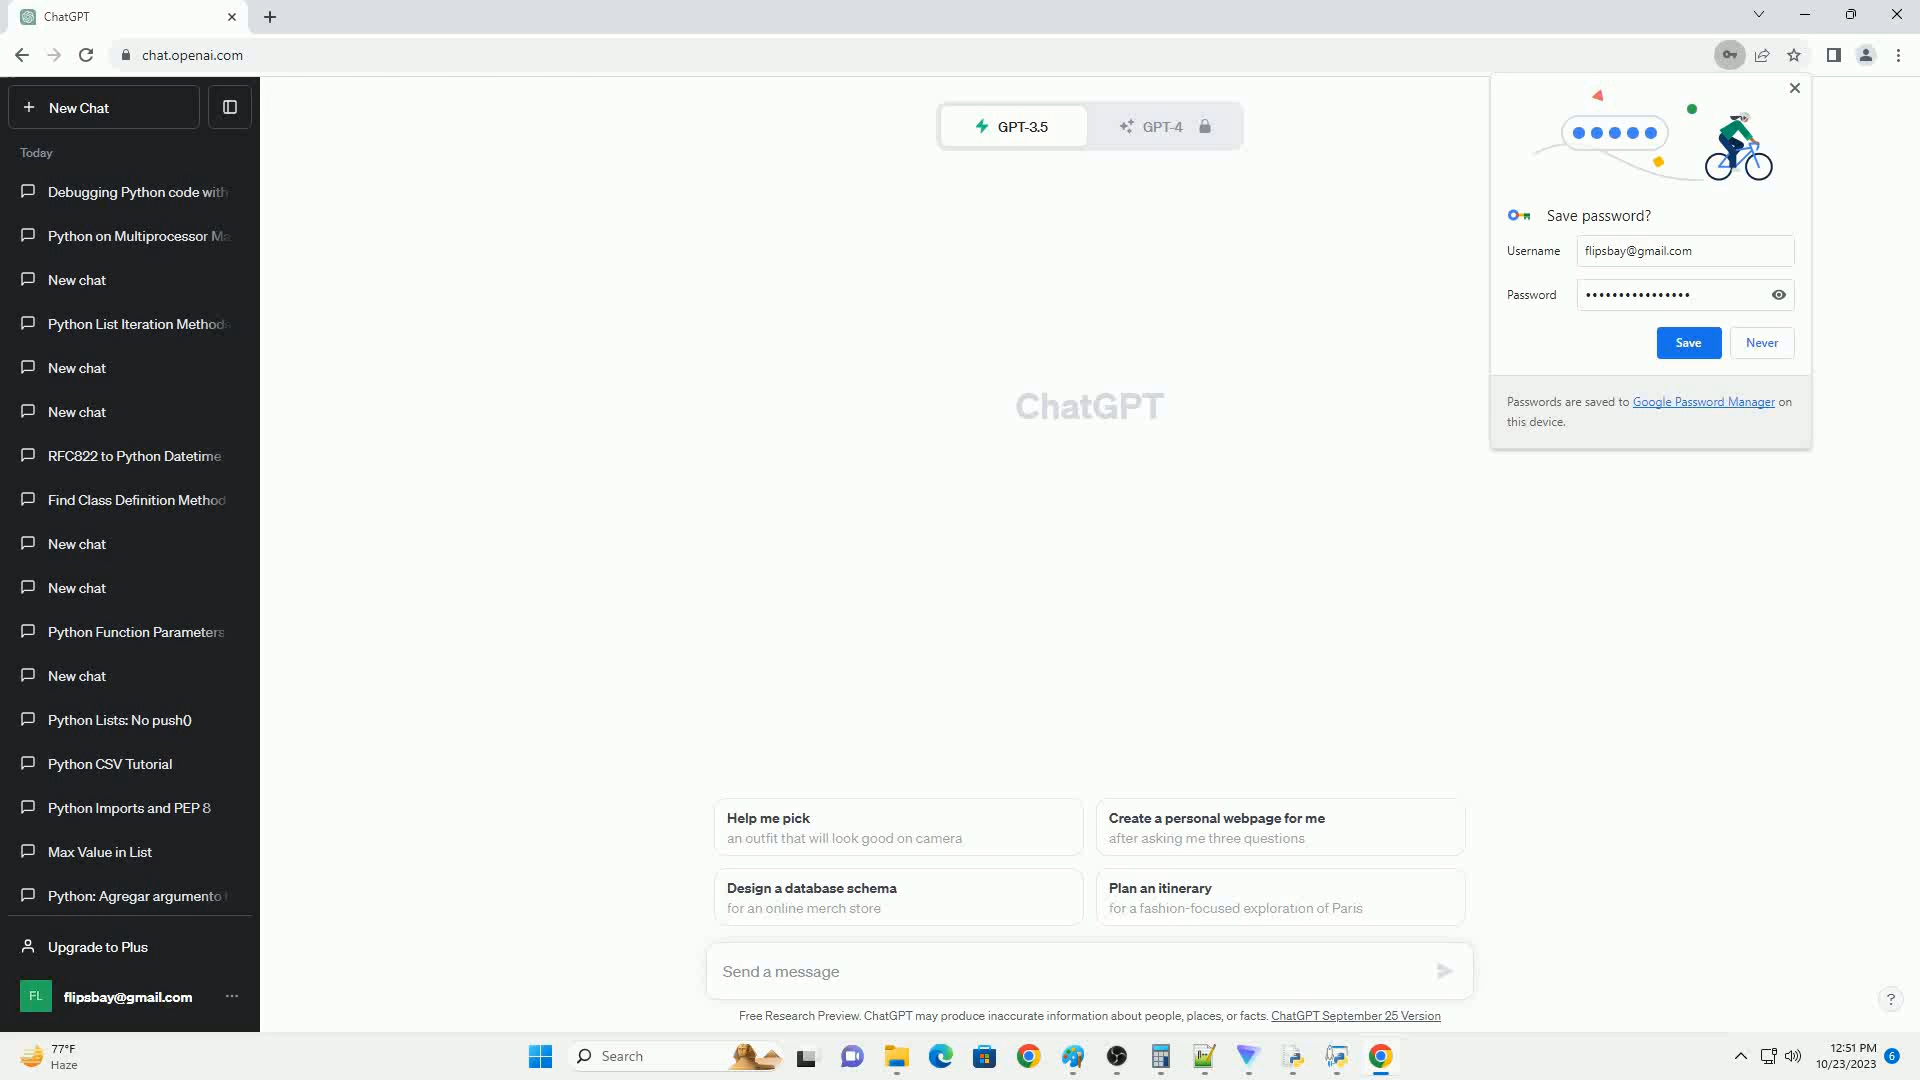 ChatGPT
chat.openai.com
New Chat
Today
Debugging Python code with
Python on Multiprocessor Ma
New chat
Python List Iteration Methods
New chat
New chat
RFC822 to Python Datetime
Find Class Definition Method
New chat
New chat
Python Function Parameters
New chat
Python Lists: No push()
Python CSV Tutorial
Python Imports and PEP 8
Max Value in List
Python: Agregar argumento
Upgrade to Plus
FL
flipsbay@gmail.com
GPT-3.5
GPT-4
ChatGPT
Help me pick
an outfit that will look good on camera
Create a personal webpage for me
after asking me three questions
Design a database schema
for an online merch store
Plan an itinerary
for a fashion-focused exploration of Paris
Send a message
Free Research Preview. ChatGPT may produce inaccurate information about people, places, or facts. ChatGPT September 25 Version
?
Save password?
Username
flipsbay@gmail.com
Password
Save
Never
Passwords are saved to Google Password Manager on
this device.
77°F
Haze
Search
12:51 PM
10/23/2023
6